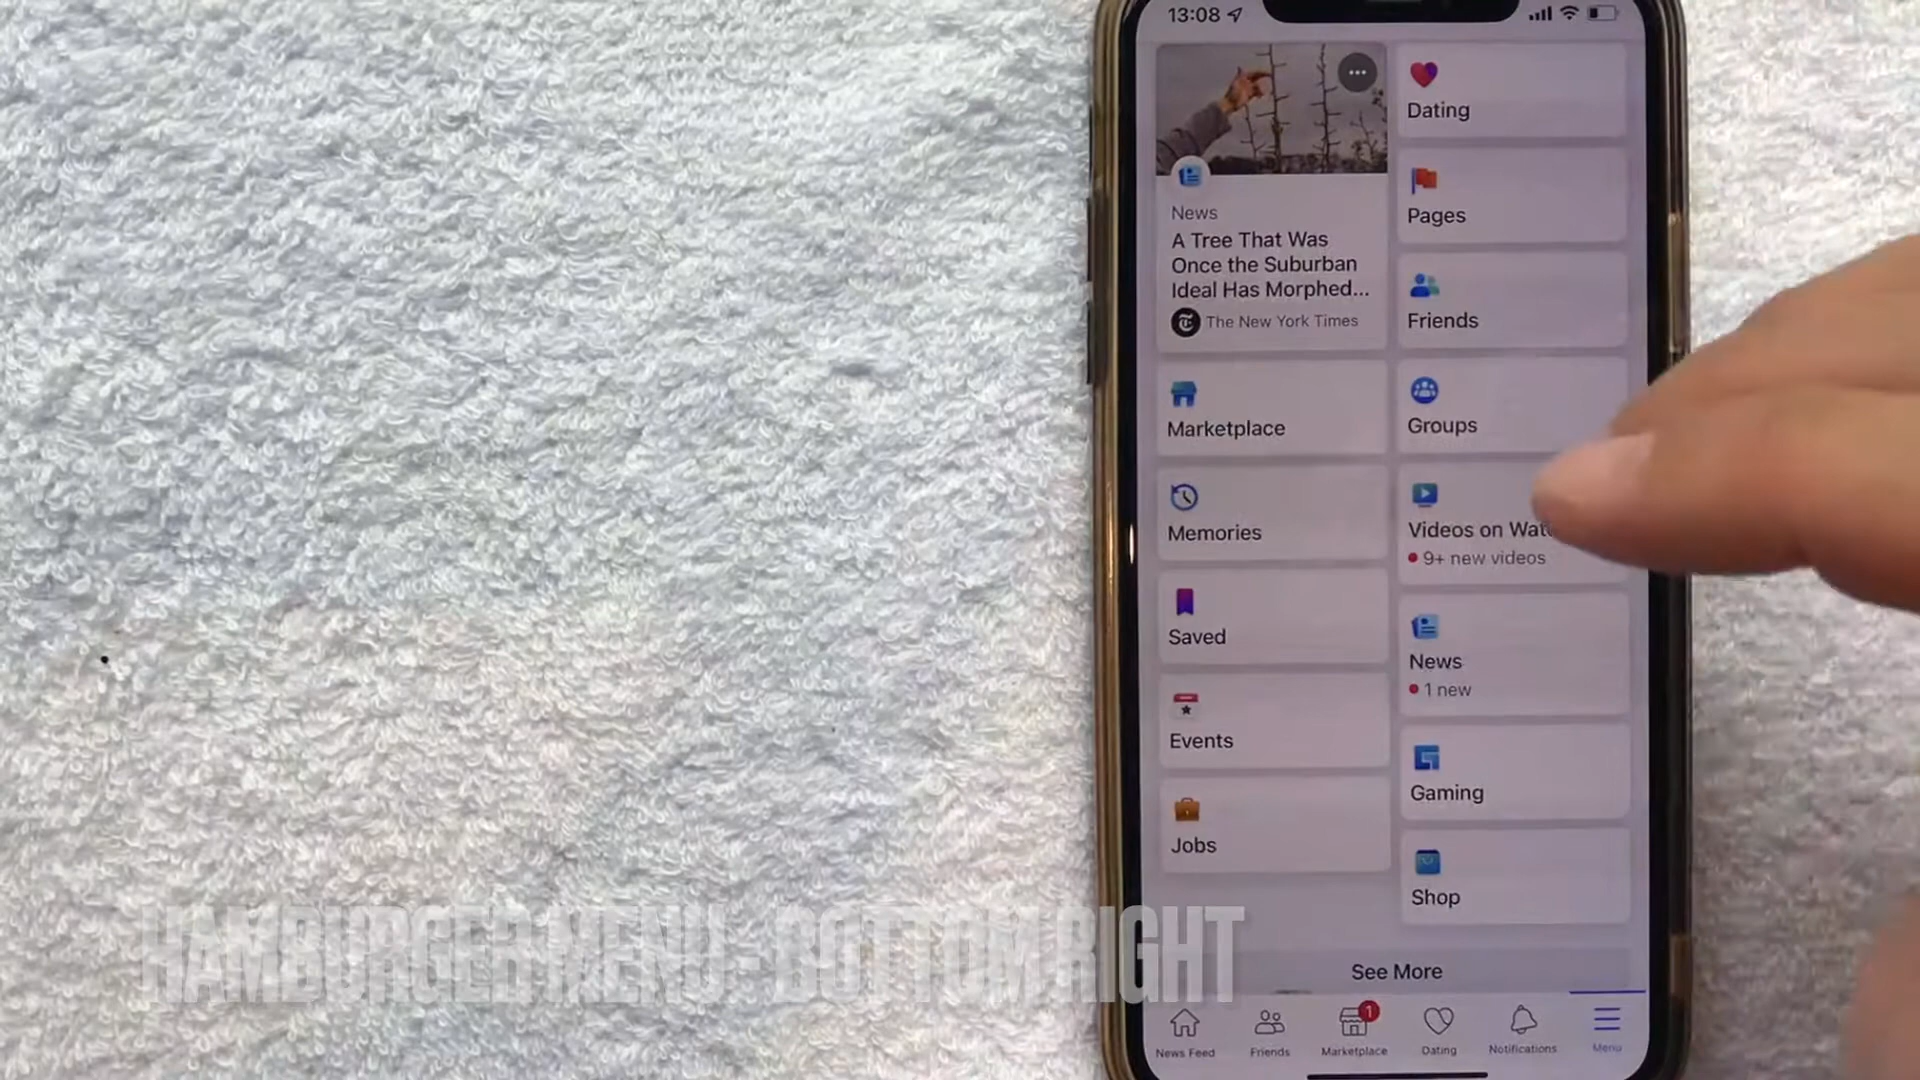 13:08
News
A Tree That Was
Once the Suburban
Ideal Has Morphed...
The New York Times
Marketplace
Memories
Saved
Events
Jobs
Dating
Pages
Friends
Groups
Videos on
9+ new videos
News
1 new
Gaming
Shop
See More
HAMBURGER MENU - BOTTOM RIGHT
1
News Feed
Friends
Marketplace
Dating
Notifications
Menu